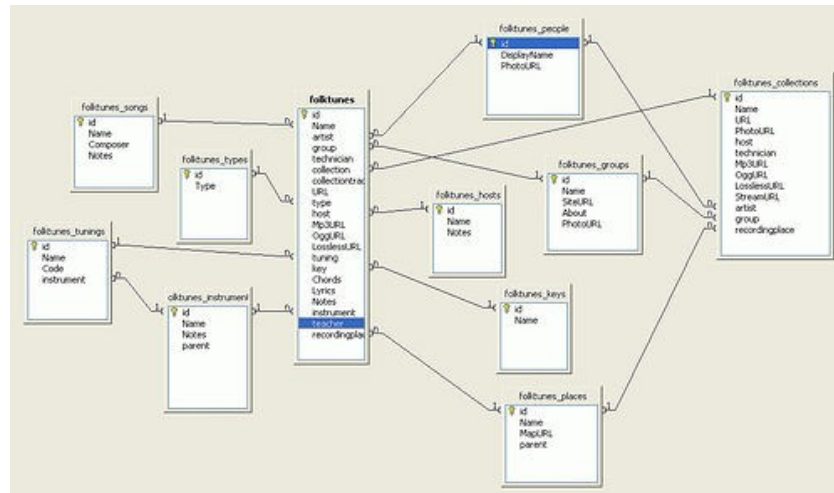 folktunes_people
id
DisplayName
PhotoURL
folktunes_collections
id
Name
URL
PhotoURL
host
technician
Mp3URL
OggURL
LosslessURL
StreamURL
artist
group
recordingplace
folktunes
id
Name
artist
group
technician
collection
collectiontrac
URL
type
host
Mp3URL
OggURL
LosslessURL
tuning
key
Chords
Lyrics
Notes
instrument
teacher
recordingplac
folktunes_songs
id
Name
Composer
Notes
folktunes_types
id
Type
folktunes_groups
id
Name
SiteURL
About
PhotoURL
folktunes_hosts
id
Name
Notes
folktunes_tunings
id
Name
Code
instrument
olktunes_instrument
id
Name
Notes
parent
folktunes_keys
id
Name
folktunes_places
id
Name
MapURL
parent